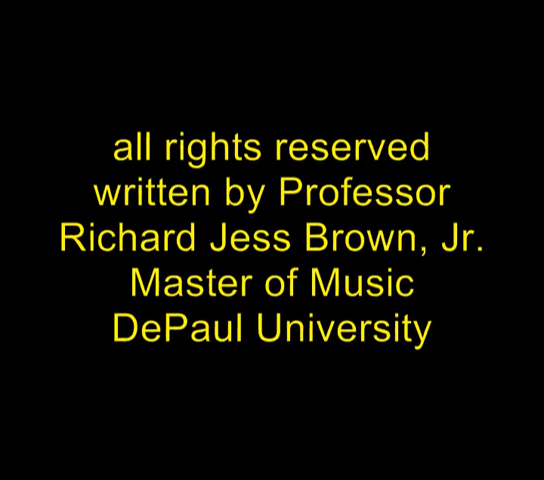 all rights reserved
written by Professor
Richard Jess Brown, Jr.
Master of Music
DePaul University